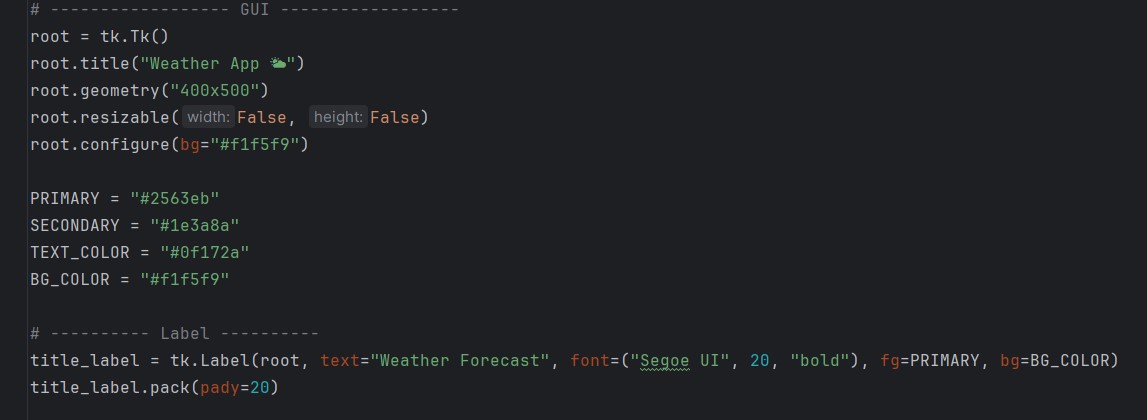 # ------------------ GUI ------------------
root = tk.Tk()
root.title("Weather App 🌥")
root.geometry("400x500")
root.resizable( width: False,  height: False)
root.configure(bg="#f1f5f9")
PRIMARY = "#2563eb"
SECONDARY = "#1e3a8a"
TEXT_COLOR = "#0f172a"
BG_COLOR = "#f1f5f9"
# ---------- Label ----------
title_label = tk.Label(root, text="Weather Forecast", font=("Segoe UI", 20, "bold"), fg=PRIMARY, bg=BG_COLOR)
title_label.pack(pady=20)